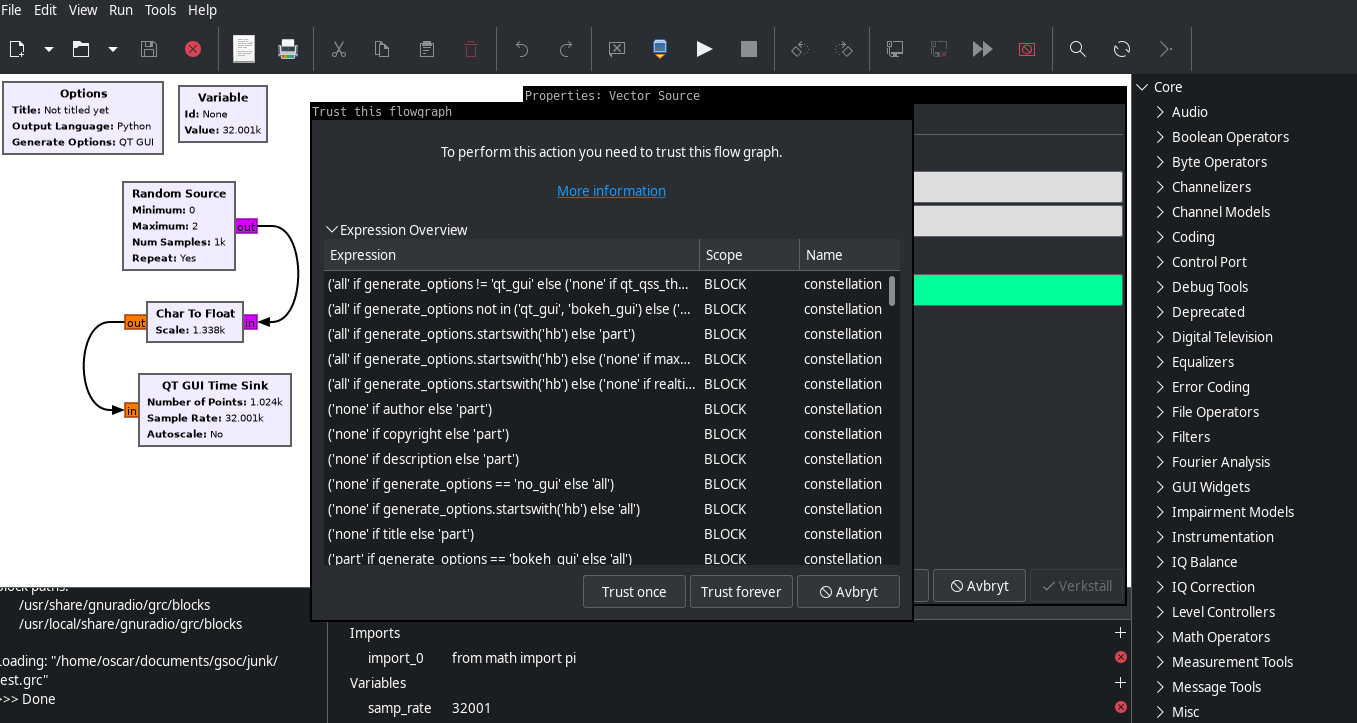 File Edit View Run Tools Help
Options
Title: Not titled yet
Output Language: Python
Generate Options: QT GUI
Variable
Id: None
Value: 32.001k
Random Source
Minimum: 0
Maximum: 2
Num Samples: 1k
Repeat: Yes
out
Char To Float
Scale: 1.338k
out
in
QT GUI Time Sink
Number of Points: 1.024k
Sample Rate: 32.001k
Autoscale: No
in
Properties: Vector Source
Avbryt
Verkställ
Trust this flowgraph
To perform this action you need to trust this flow graph.
More information
Expression Overview
Expression Scope Name
('all' if generate_options != 'qt_gui' else ('none' if qt_qss_th... BLOCK constellation
('all' if generate_options not in ('qt_gui', 'bokeh_gui') else ('... BLOCK constellation
('all' if generate_options.startswith('hb') else 'part') BLOCK constellation
('all' if generate_options.startswith('hb') else ('none' if max... BLOCK constellation
('all' if generate_options.startswith('hb') else ('none' if realti... BLOCK constellation
('none' if author else 'part') BLOCK constellation
('none' if copyright else 'part') BLOCK constellation
('none' if description else 'part') BLOCK constellation
('none' if generate_options == 'no_gui' else 'all') BLOCK constellation
('none' if generate_options.startswith('hb') else 'all') BLOCK constellation
('none' if title else 'part') BLOCK constellation
('part' if generate_options == 'bokeh_gui' else 'all') BLOCK constellation
Trust once Trust forever Avbryt
Core
Audio
Boolean Operators
Byte Operators
Channelizers
Channel Models
Coding
Control Port
Debug Tools
Deprecated
Digital Television
Equalizers
Error Coding
File Operators
Filters
Fourier Analysis
GUI Widgets
Impairment Models
Instrumentation
IQ Balance
IQ Correction
Level Controllers
Math Operators
Measurement Tools
Message Tools
Misc
paths:
/usr/share/gnuradio/grc/blocks
/usr/local/share/gnuradio/grc/blocks
oading: "/home/oscar/documents/gsoc/junk/
est.grc"
>>> Done
Imports
import_0 from math import pi
Variables
samp_rate 32001